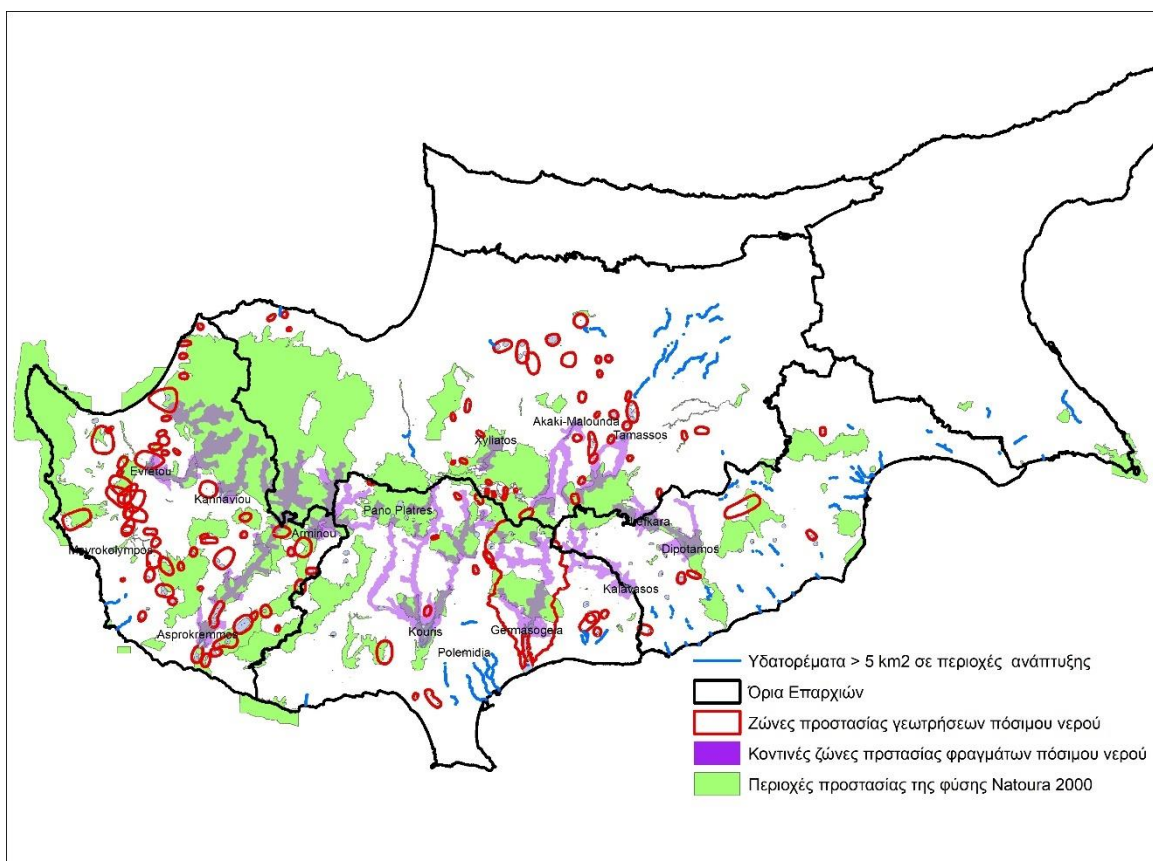 Akaki-Malounda
Tamassos
Xyliatos
Evretou
Kannaviou
Pano Platres
Arminou
Lefkara
Dipotamos
Mavrokolympos
Kalavasos
Asprokremmos
Kouris
Germasogeia
Polemidia
Υδατορέματα > 5 km2 σε περιοχές ανάπτυξης
Όρια Επαρχιών
Ζώνες προστασίας γεωτρήσεων πόσιμου νερού
Κοντινές ζώνες πρστασίας φραγμάτων πόσιμου νερού
Περιοχές προστασίας της φύσης Natoura 2000